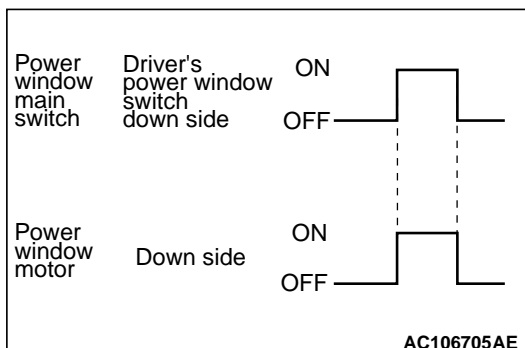 Power window main switch
Driver's power window switch down side
ON
OFF
Power window motor
Down side
ON
OFF
AC106705AE